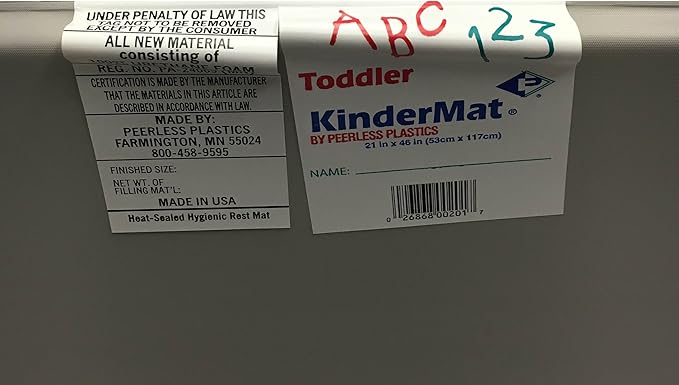 UNDER PENALTY OF LAW THIS
TAG NOT TO BE REMOVED
EXCEPT BY THE CONSUMER
ALL NEW MATERIAL
consisting of
FOAM
CERTIFICATION IS MADE BY THE MANUFACTURER
THAT THE MATERIALS IN THIS ARTICLE ARE
DESCRIBED IN ACCORDANCE WITH LAW.
MADE BY:
PEERLESS PLASTICS
FARMINGTON, MN 55024
800-458-9595
FINISHED SIZE:
NET WT. OF
FILLING MAT'L:
MADE IN USA
Heat-Sealed Hygienic Rest Mat
ABC 123
Toddler
KinderMat ®
BY PEERLESS PLASTICS
21 in x 46 in (53cm x 117cm)
NAME:
0 26868 00201 7